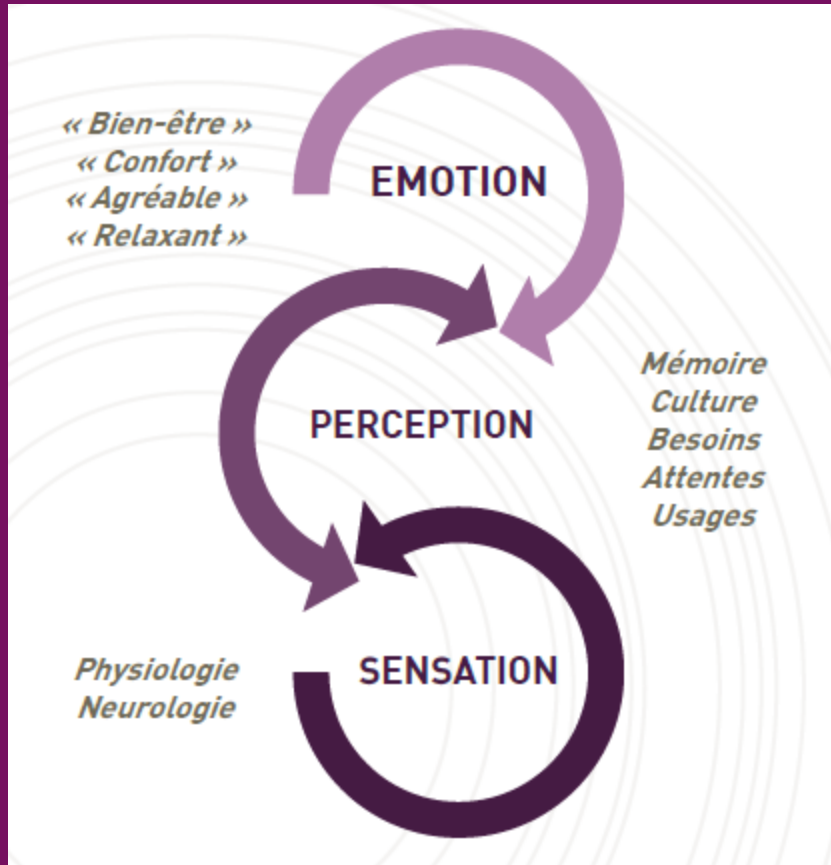 « Bien-être »
« Confort »
« Agréable »
« Relaxant »
EMOTION
PERCEPTION
Mémoire
Culture
Besoins
Attentes
Usages
SENSATION
Physiologie
Neurologie